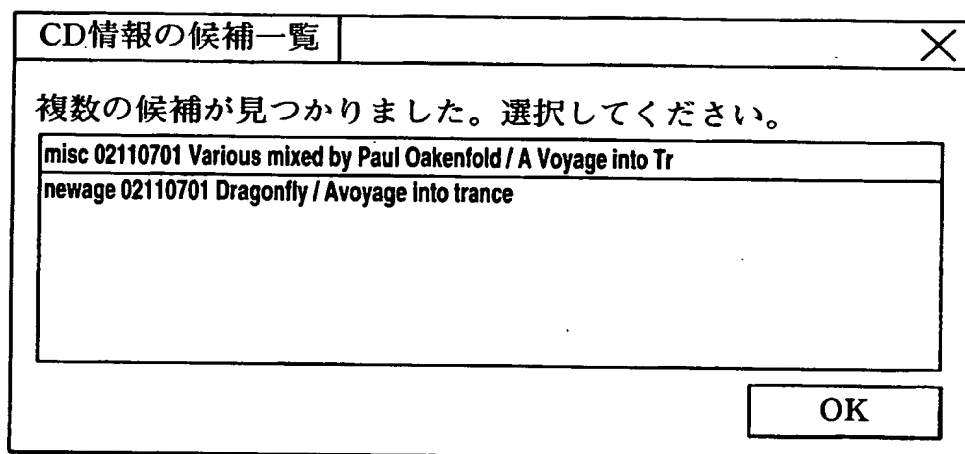 CD情報の候補一覧
複数の候補が見つかりました。選択してください。
misc 02110701 Various mixed by Paul Oakenfold / A Voyage into Tr
newage 02110701 Dragonfly / Avoyage into trance
OK